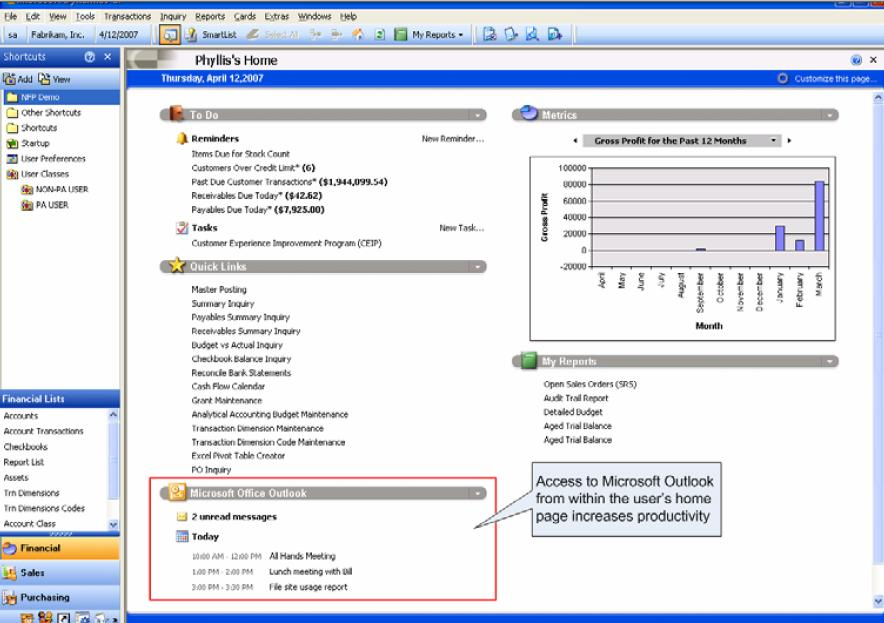 File Edit View Tools Transactions Inquiry Reports Cards Extras Windows Help
sa Fabrikam, Inc. 4/12/2007 SmartList Select All My Reports
Shortcuts
Add View
NFP Demo
Other Shortcuts
Shortcuts
Startup
User Preferences
User Classes
NON-PA USER
PA USER
Financial Lists
Accounts
Account Transactions
Checkbooks
Report List
Assets
Trn Dimensions
Trn Dimensions Codes
Account Class
Financial
Sales
Purchasing
Phyllis's Home
Thursday, April 12,2007
Customize this page...
To Do
Reminders
New Reminder...
Items Due for Stock Count
Customers Over Credit Limit* (6)
Past Due Customer Transactions* ($1,944,099.54)
Receivables Due Today* ($42.62)
Payables Due Today* ($7,925.00)
Tasks
New Task...
Customer Experience Improvement Program (CEIP)
Quick Links
Master Posting
Summary Inquiry
Payables Summary Inquiry
Receivables Summary Inquiry
Budget vs Actual Inquiry
Checkbook Balance Inquiry
Reconcile Bank Statements
Cash Flow Calendar
Grant Maintenance
Analytical Accounting Budget Maintenance
Transaction Dimension Maintenance
Transaction Dimension Code Maintenance
Excel Pivot Table Creator
PO Inquiry
Microsoft Office Outlook
2 unread messages
Today
10:00 AM - 12:00 PM All Hands Meeting
1:00 PM - 2:00 PM Lunch meeting with Bill
3:00 PM - 3:30 PM File site usage report
Metrics
Gross Profit for the Past 12 Months
Gross Profit
100000
80000
60000
40000
20000
0
-20000
April
May
June
July
August
September
October
November
December
January
February
March
Month
My Reports
Open Sales Orders (SRS)
Audit Trail Report
Detailed Budget
Aged Trial Balance
Aged Trial Balance
Access to Microsoft Outlook
from within the user's home
page increases productivity